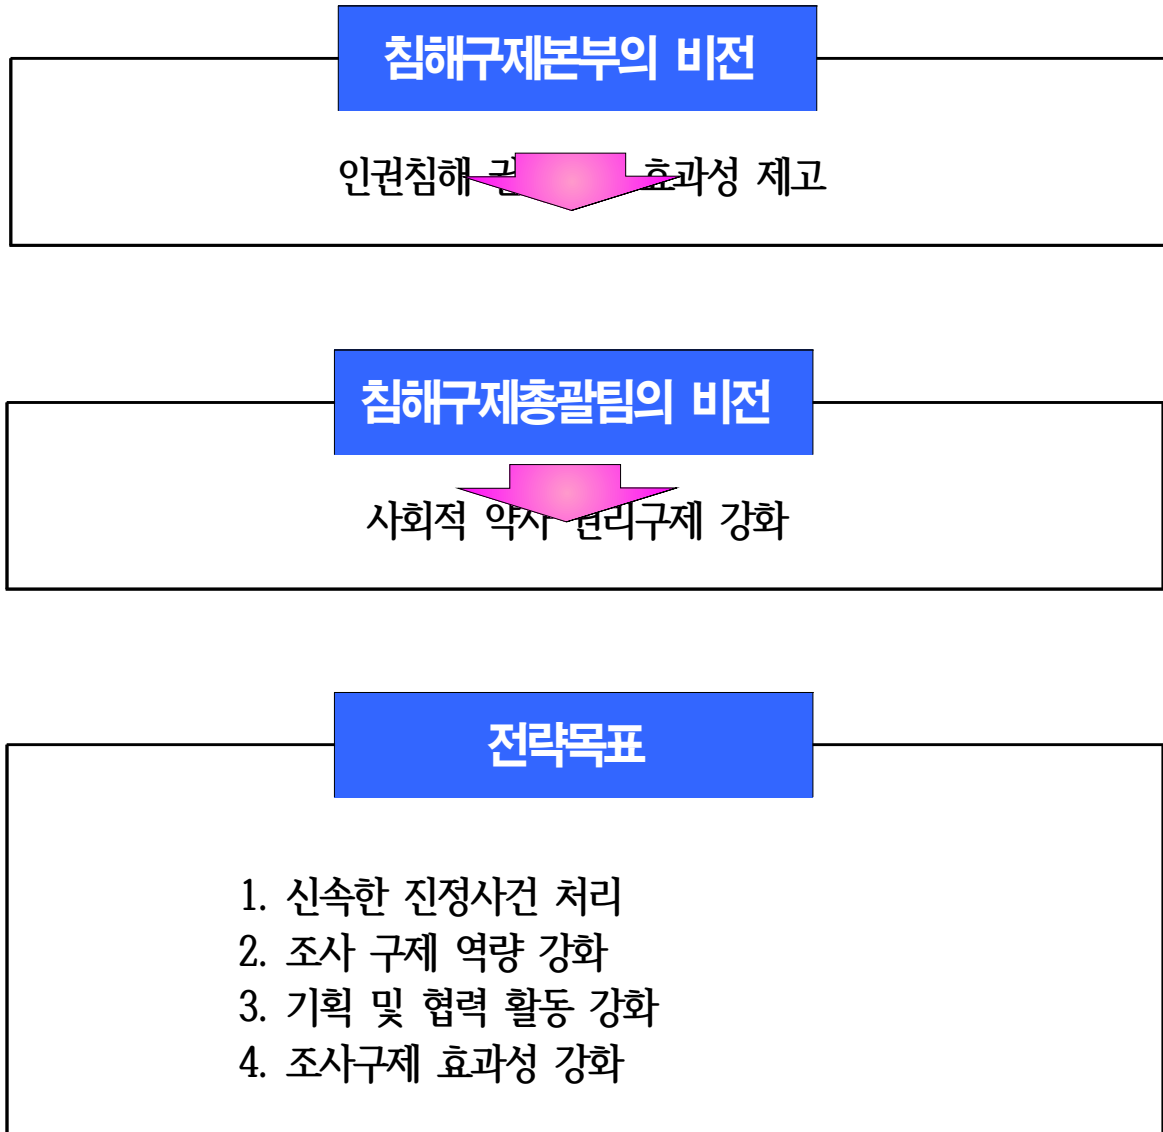 침해구제본부의 비전
인권침해 효과성 제고
침해구제총괄팀의 비전
사회적 약자 권리구제 강화
전략목표
1. 신속한 진정사건 처리
2. 조사 구제 역량 강화
3. 기획 및 협력 활동 강화
4. 조사구제 효과성 강화